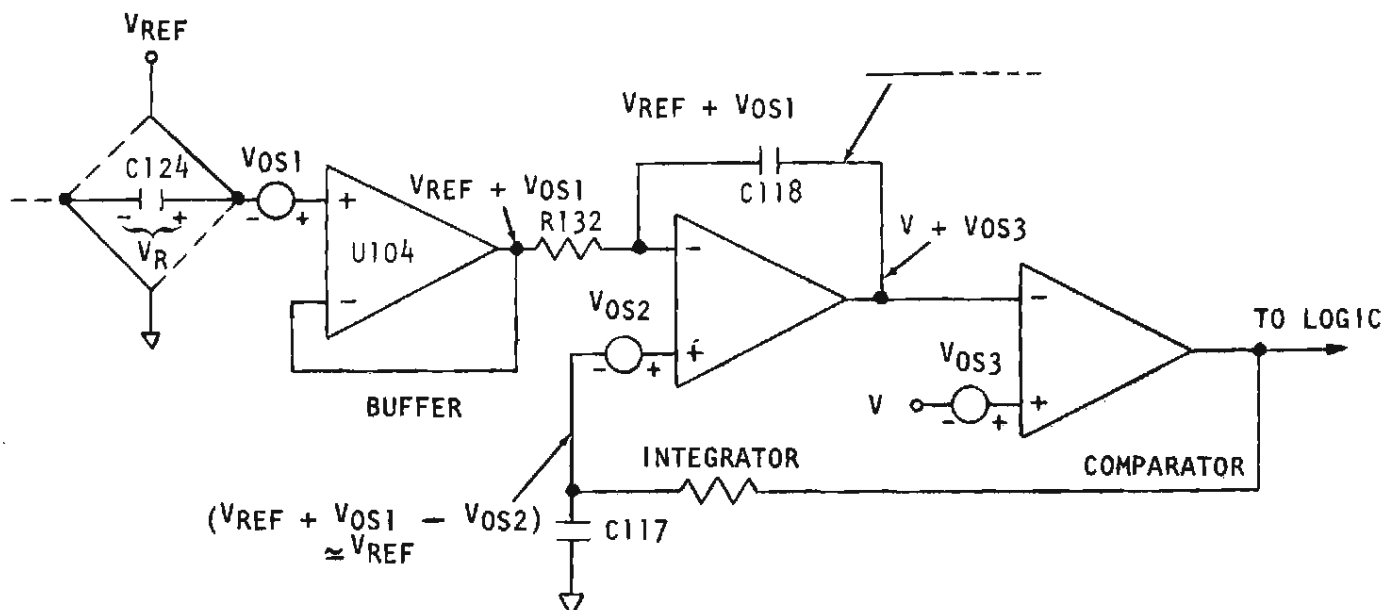 VREF
C124
- +
VR
VOS1
- +
+
U104
-
BUFFER
VREF + VOS1
R132
VREF + VOS1
C118
V + VOS3
-
VOS2
- +
+
INTEGRATOR
(VREF + VOS1 - VOS2)
≃ VREF
C117
-
VOS3
V
- +
+
COMPARATOR
TO LOGIC